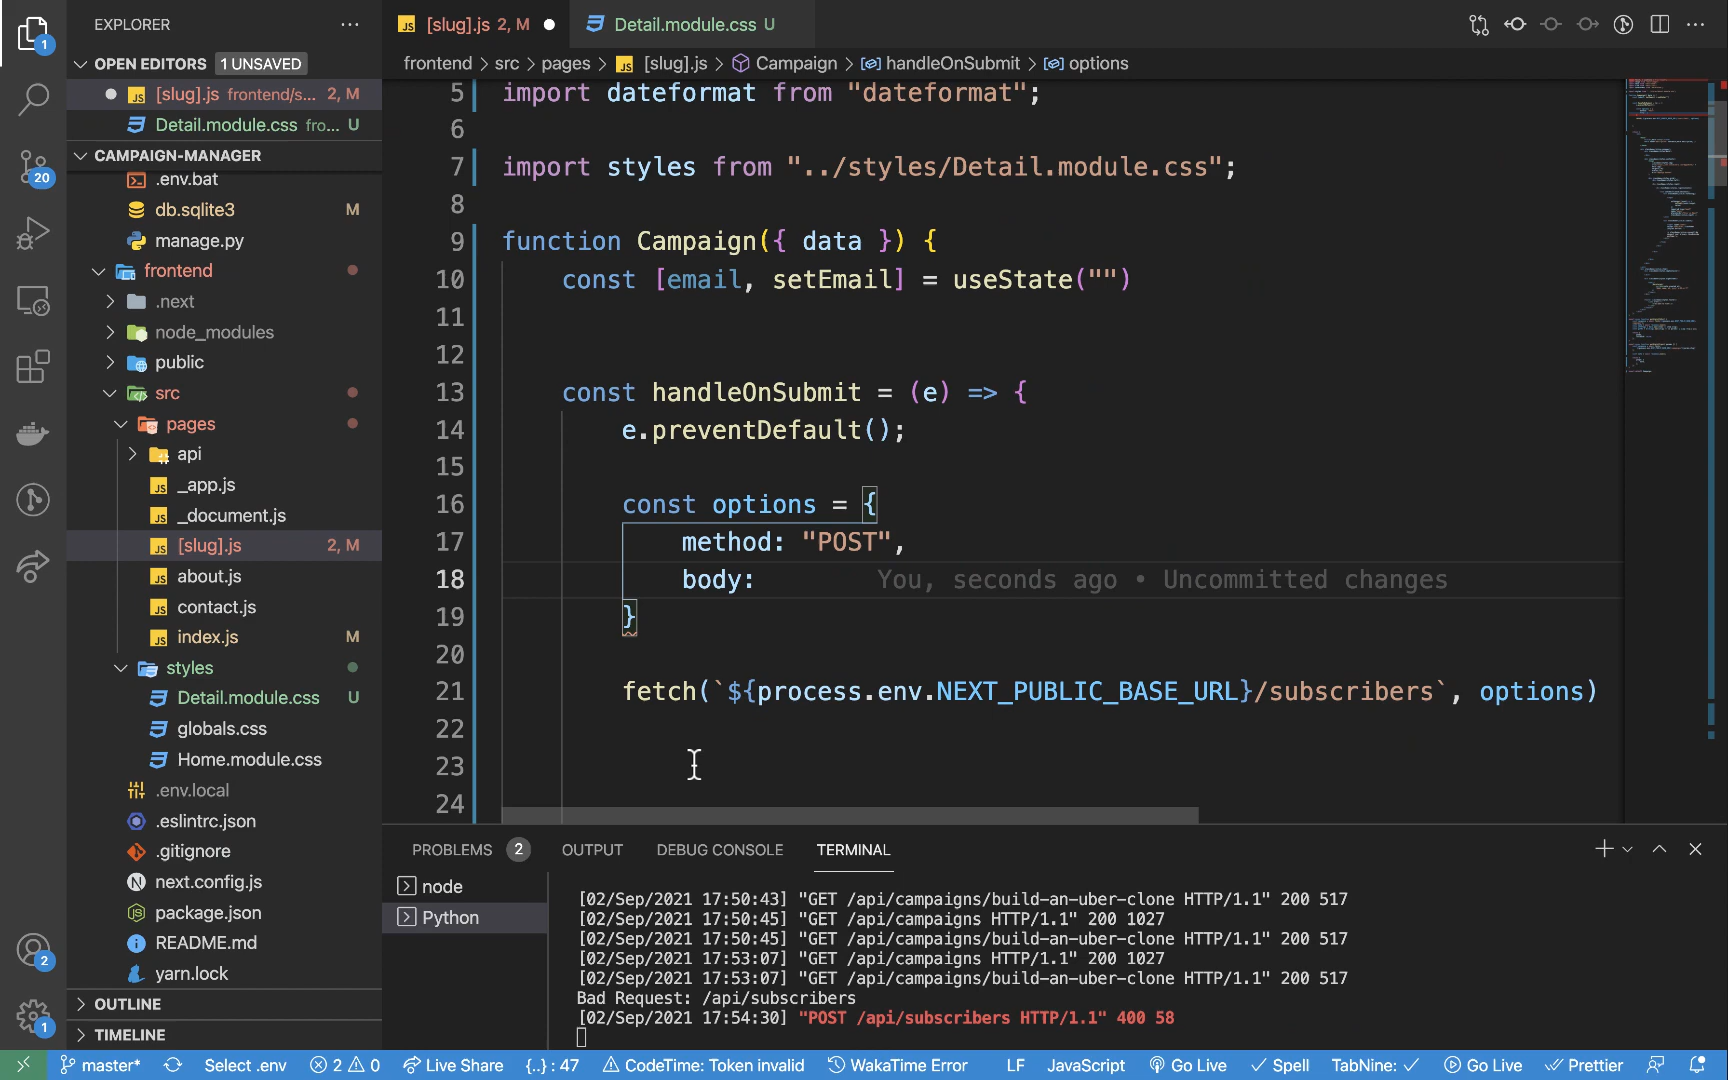 EXPLORER
OPEN EDITORS 1 UNSAVED
[slug].js frontend/s... 2, M
Detail.module.css fro... U
CAMPAIGN-MANAGER
.env.bat
db.sqlite3 M
manage.py
frontend
.next
node_modules
public
src
pages
api
_app.js
_document.js
[slug].js 2, M
about.js
contact.js
index.js M
styles
Detail.module.css U
globals.css
Home.module.css
.env.local
.eslintrc.json
.gitignore
next.config.js
package.json
README.md
yarn.lock
OUTLINE
TIMELINE
1
20
2
1
[slug].js 2, M
Detail.module.css U
frontend > src > pages > [slug].js > Campaign > handleOnSubmit > options
5 import dateformat from "dateformat";
6
7 import styles from "../styles/Detail.module.css";
8
9 function Campaign({ data }) {
10 const [email, setEmail] = useState("")
11
12
13 const handleOnSubmit = (e) => {
14 e.preventDefault();
15
16 const options = {
17 method: "POST",
18 body: You, seconds ago • Uncommitted changes
19 }
20
21 fetch(`${process.env.NEXT_PUBLIC_BASE_URL}/subscribers`, options)
22
23
24
PROBLEMS 2 OUTPUT DEBUG CONSOLE TERMINAL
node
Python
[02/Sep/2021 17:50:43] "GET /api/campaigns/build-an-uber-clone HTTP/1.1" 200 517
[02/Sep/2021 17:50:45] "GET /api/campaigns HTTP/1.1" 200 1027
[02/Sep/2021 17:50:45] "GET /api/campaigns/build-an-uber-clone HTTP/1.1" 200 517
[02/Sep/2021 17:53:07] "GET /api/campaigns HTTP/1.1" 200 1027
[02/Sep/2021 17:53:07] "GET /api/campaigns/build-an-uber-clone HTTP/1.1" 200 517
Bad Request: /api/subscribers
[02/Sep/2021 17:54:30] "POST /api/subscribers HTTP/1.1" 400 58
master* Select .env 2 0 Live Share {..} : 47 CodeTime: Token invalid WakaTime Error LF JavaScript Go Live Spell TabNine: Go Live Prettier